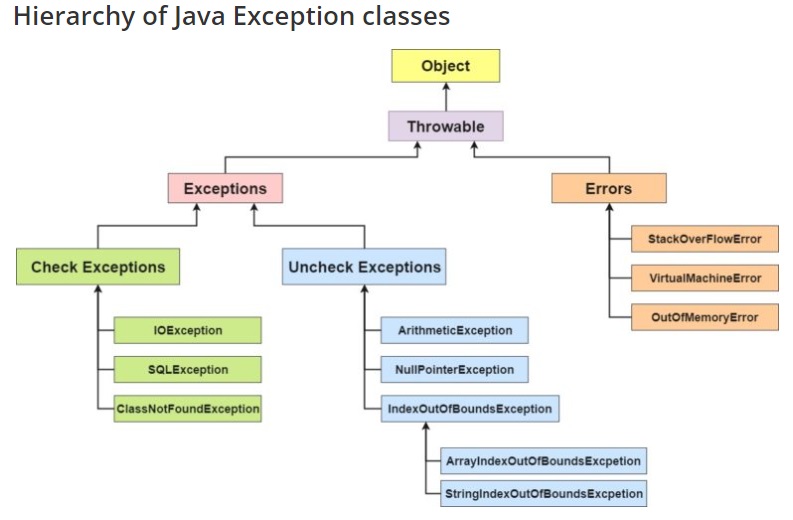 Hierarchy of Java Exception classes
Object
Throwable
Exceptions
Errors
StackOverFlowError
VirtualMachineError
OutOfMemoryError
Check Exceptions
IOException
SQLException
ClassNotFoundException
Uncheck Exceptions
ArithmeticException
NullPointerException
IndexOutOfBoundsException
ArrayIndexOutOfBoundsExcpetion
StringIndexOutOfBoundsExcpetion